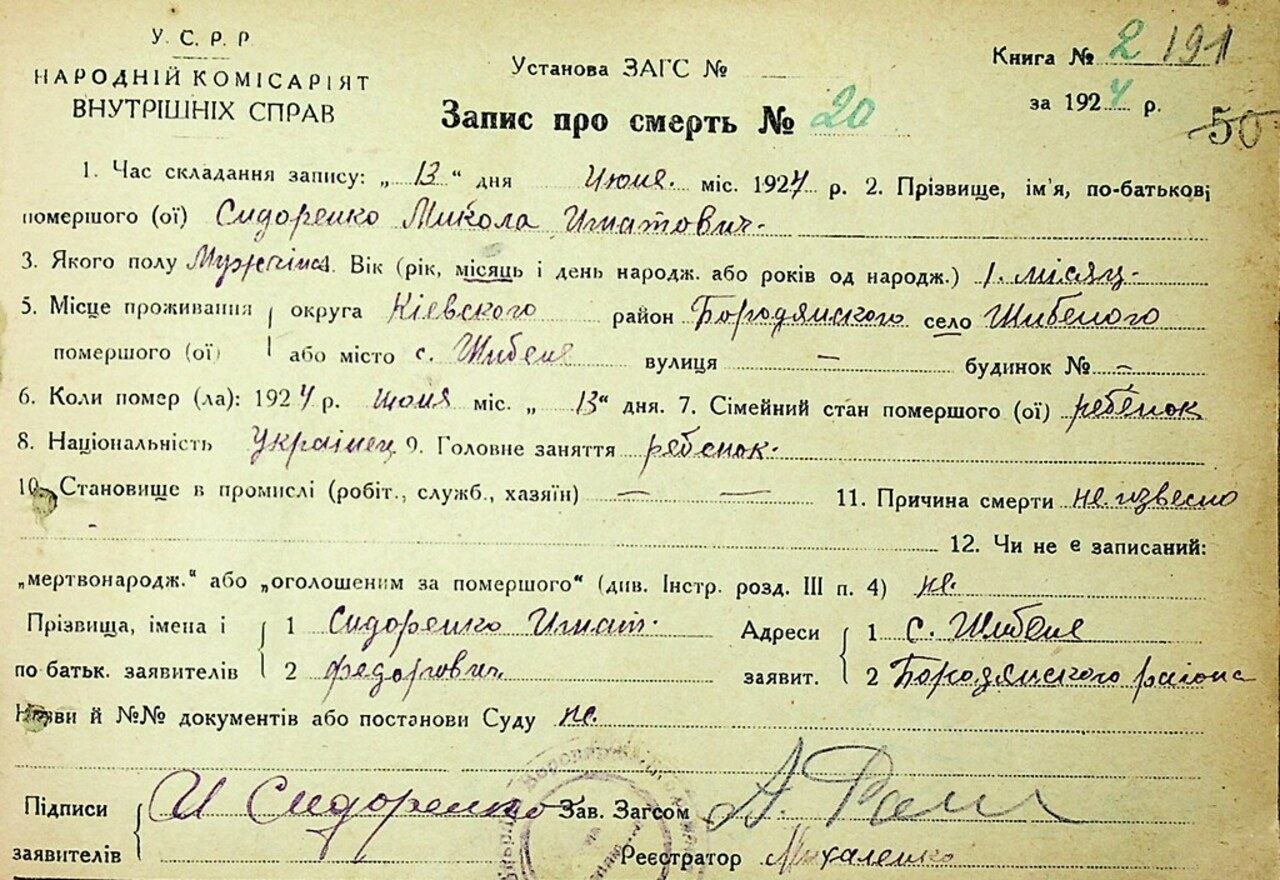 У. С. Р. Р
НАРОДНІЙ КОМІСАРІЯТ
ВНУТРІШНІХ СПРАВ
Установа ЗАГС №
Запис про смерть № 20
Книга № 2 191
за 1924 р.
50
1. Час складання запису: „ 13 “ дня Июня. міс. 1924 р. 2. Прізвище, ім'я, по-батькові
помершого (ої) Сидоренко Микола Игнатович.
3. Якого полу Мужчіна 4. Вік (рік, місяць і день народж. або років од народж.) 1. місяц.
5. Місце проживання округа Кіевского район Бородянского село Шибеного
помершого (ої) або місто с. Шибене вулиця — будинок № —
6. Коли помер (ла): 1924 р. июня міс. „ 13“ дня. 7. Сімейний стан помершого (ої) ребёнок
8. Національність Українец 9. Головне заняття ребенок.
10. Становище в промислі (робіт., служб., хазяїн) — — 11. Причина смерти не извесно
12. Чи не є записаний:
„мертвонародж.“ або „оголошеним за помершого“ (див. Інстр. розд. III п. 4) не.
Прізвища, імена і 1 Сидоренко Игнат. Адреси 1 с. Шибене
по батьк. заявителів 2 Федорович заявит. 2 Бородянского раіона
Назви й №№ документів або постанови Суду не.
Підписи И Сидоренко Зав. Загсом
заявителів Реєстратор Михаленко